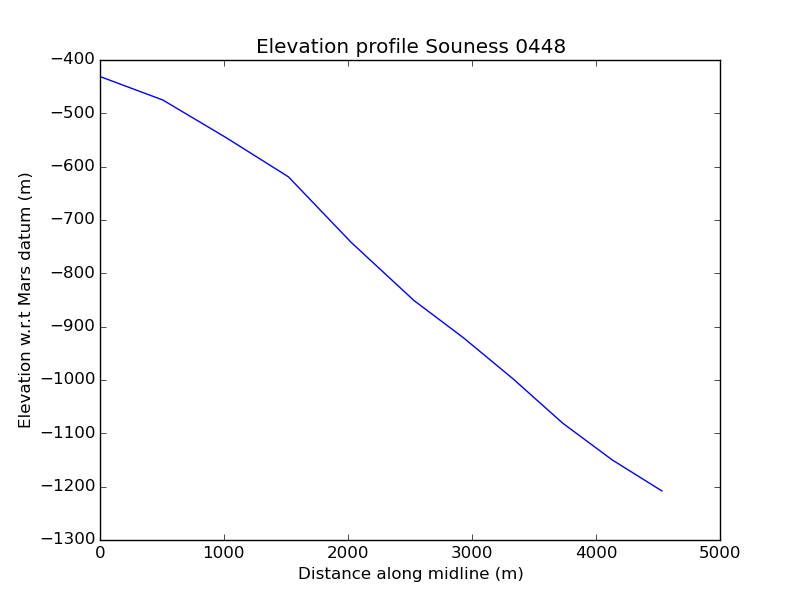 Elevation profile Souness 0448
Elevation w.r.t Mars datum (m)
−400
−500
−600
−700
−800
−900
−1000
−1100
−1200
−1300
0 1000 2000 3000 4000 5000
Distance along midline (m)